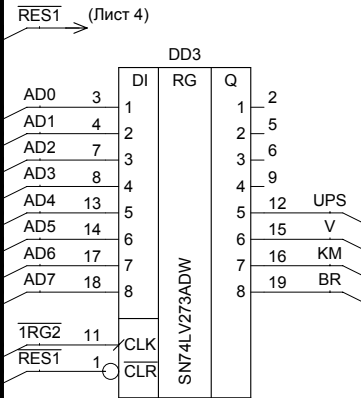 RES1 (Лист 4)
DD3
DI RG Q
AD0 3 1 1 2
AD1 4 2 2 5
AD2 7 3 3 6
AD3 8 4 4 9
AD4 13 5 5 12 UPS
AD5 14 6 6 15 V
AD6 17 7 7 16 KM
AD7 18 8 8 19 BR
SN74LV273ADW
1RG2 11 CLK
RES1 1 CLR